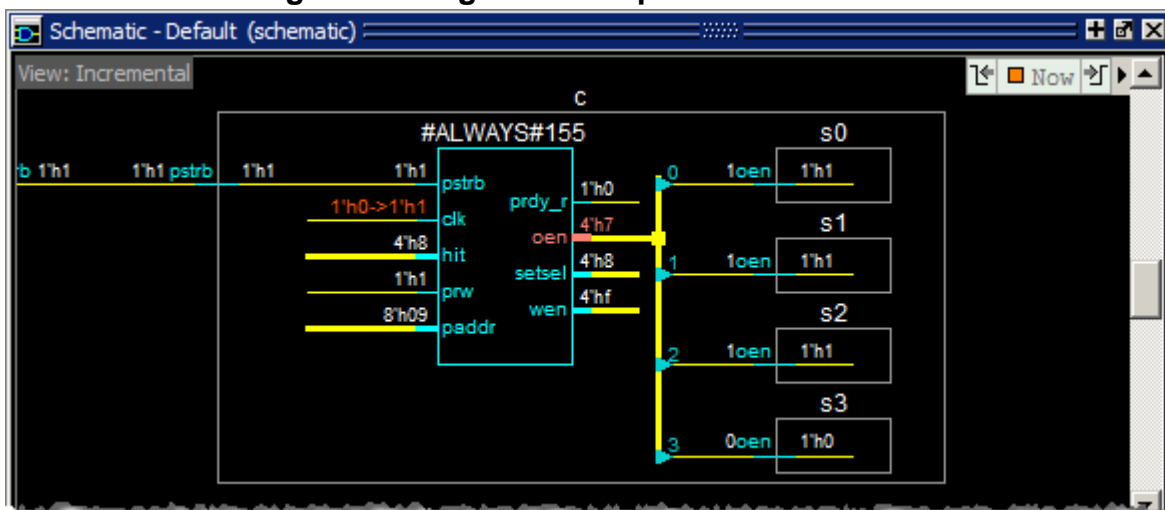 Schematic - Default (schematic)
View: Incremental
Now
c
#ALWAYS#155
s0
rb 1'h1 1'h1 pstrb 1'h1 1'h1 pstrb
prdy_r 1'h0
0 1oen 1'h1
1'h0->1'h1 clk
oen 4'h7
s1
4'h8 hit
setsel 4'h8
1 1oen 1'h1
1'h1 prw
wen 4'hf
s2
8'h09 paddr
2 1oen 1'h1
s3
3 0oen 1'h0